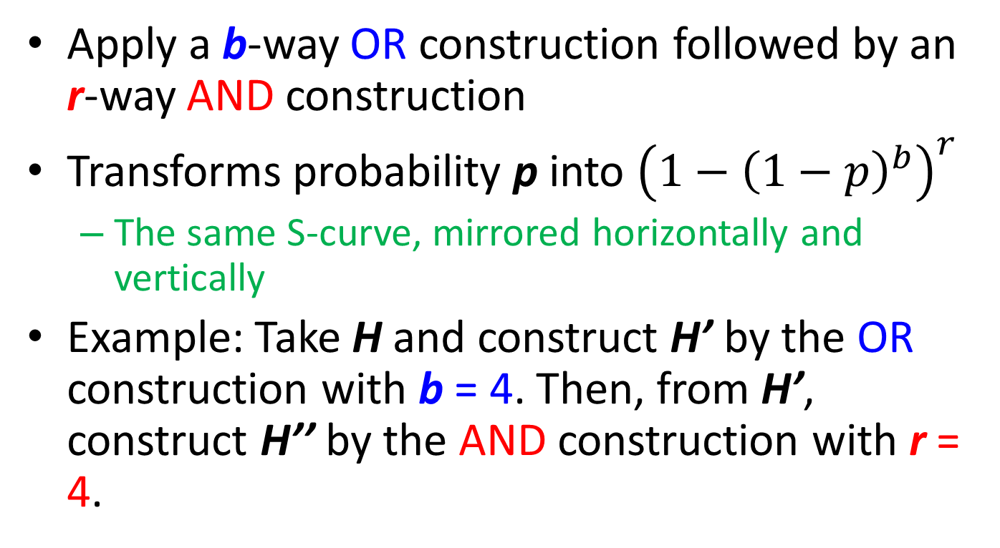 • Apply a b-way OR construction followed by an
r-way AND construction
• Transforms probability p into (1 − (1 − p)^b)^r
– The same S-curve, mirrored horizontally and
vertically
• Example: Take H and construct H’ by the OR
construction with b = 4. Then, from H’,
construct H’’ by the AND construction with r =
4.